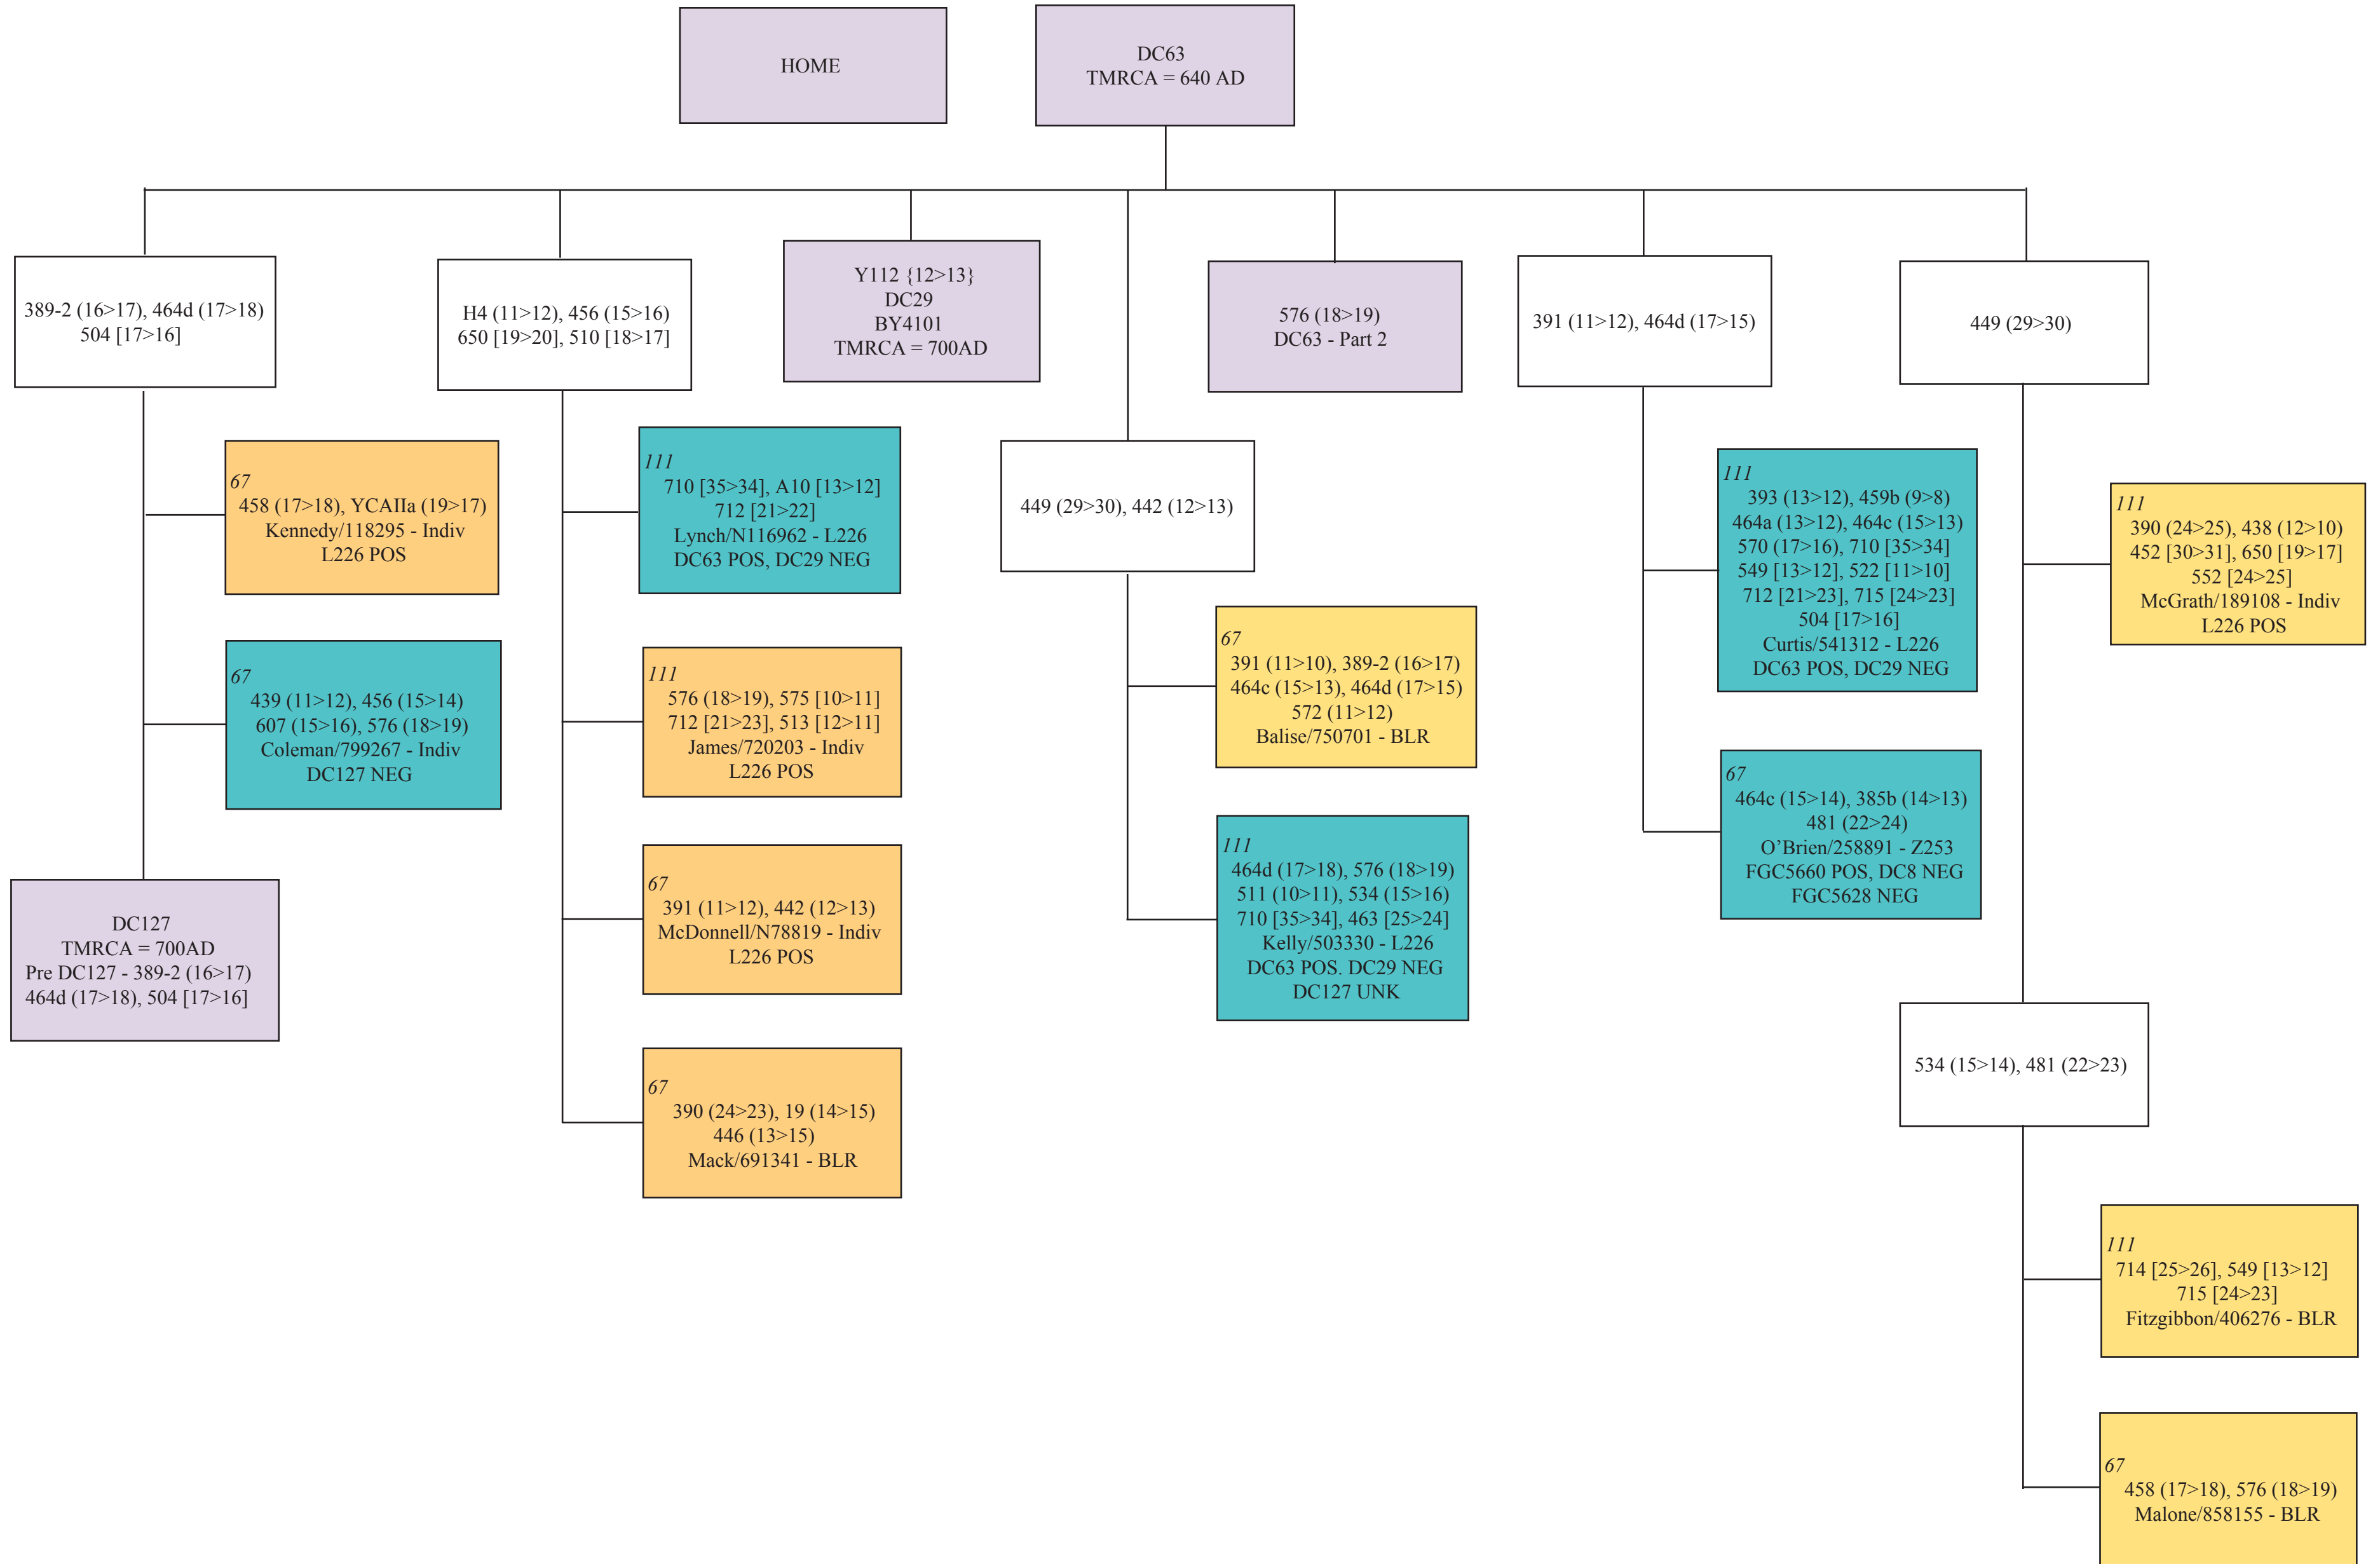 HOME
DC63
TMRCA = 640 AD
389-2 (16>17), 464d (17>18)
504 [17>16]
H4 (11>12), 456 (15>16)
650 [19>20], 510 [18>17]
Y112 {12>13}
DC29
BY4101
TMRCA = 700AD
576 (18>19)
DC63 - Part 2
391 (11>12), 464d (17>15)
449 (29>30)
67
458 (17>18), YCAIIa (19>17)
Kennedy/118295 - Indiv
L226 POS
67
439 (11>12), 456 (15>14)
607 (15>16), 576 (18>19)
Coleman/799267 - Indiv
DC127 NEG
DC127
TMRCA = 700AD
Pre DC127 - 389-2 (16>17)
464d (17>18), 504 [17>16]
111
710 [35>34], A10 [13>12]
712 [21>22]
Lynch/N116962 - L226
DC63 POS, DC29 NEG
111
576 (18>19), 575 [10>11]
712 [21>23], 513 [12>11]
James/720203 - Indiv
L226 POS
67
391 (11>12), 442 (12>13)
McDonnell/N78819 - Indiv
L226 POS
67
390 (24>23), 19 (14>15)
446 (13>15)
Mack/691341 - BLR
449 (29>30), 442 (12>13)
67
391 (11>10), 389-2 (16>17)
464c (15>13), 464d (17>15)
572 (11>12)
Balise/750701 - BLR
111
464d (17>18), 576 (18>19)
511 (10>11), 534 (15>16)
710 [35>34], 463 [25>24]
Kelly/503330 - L226
DC63 POS. DC29 NEG
DC127 UNK
111
393 (13>12), 459b (9>8)
464a (13>12), 464c (15>13)
570 (17>16), 710 [35>34]
549 [13>12], 522 [11>10]
712 [21>23], 715 [24>23]
504 [17>16]
Curtis/541312 - L226
DC63 POS, DC29 NEG
67
464c (15>14), 385b (14>13)
481 (22>24)
O’Brien/258891 - Z253
FGC5660 POS, DC8 NEG
FGC5628 NEG
111
390 (24>25), 438 (12>10)
452 [30>31], 650 [19>17]
552 [24>25]
McGrath/189108 - Indiv
L226 POS
534 (15>14), 481 (22>23)
111
714 [25>26], 549 [13>12]
715 [24>23]
Fitzgibbon/406276 - BLR
67
458 (17>18), 576 (18>19)
Malone/858155 - BLR